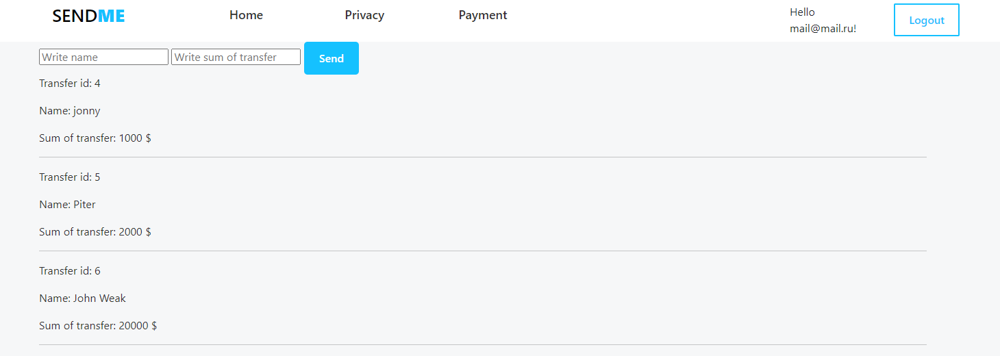 SENDME Home Privacy Payment Hello
mail@mail.ru! Logout
Write name Write sum of transfer Send
Transfer id: 4
Name: jonny
Sum of transfer: 1000 $
Transfer id: 5
Name: Piter
Sum of transfer: 2000 $
Transfer id: 6
Name: John Weak
Sum of transfer: 20000 $